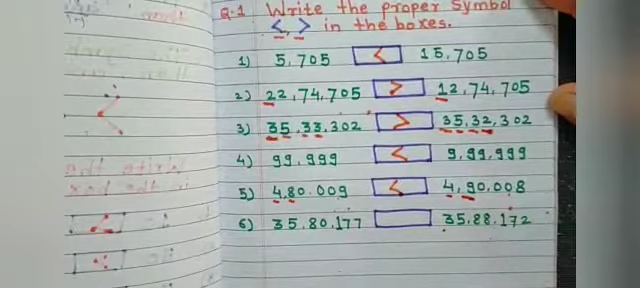 Q.1 Write the proper Symbol
<, > in the boxes.
1) 5,705 < 15,705
2) 22,74,705 > 12,74,705
3) 35,33,302 > 35,32,302
4) 99,999 < 9,99,999
5) 4,80,009 < 4,90,008
6) 35,80,177 35,88,172